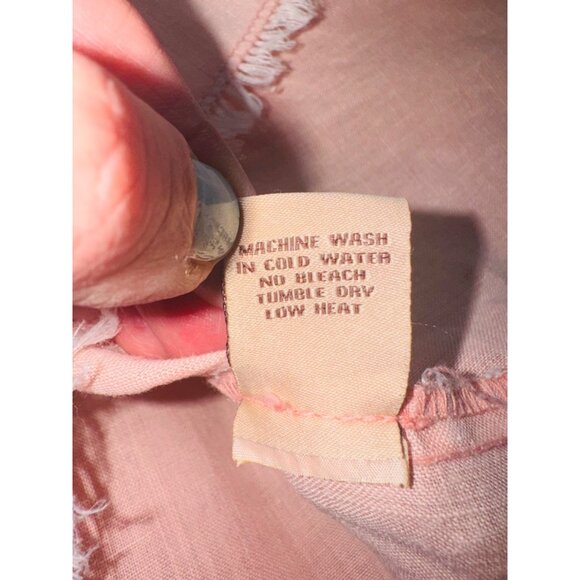 MACHINE WASH
IN COLD WATER
NO BLEACH
TUMBLE DRY
LOW HEAT